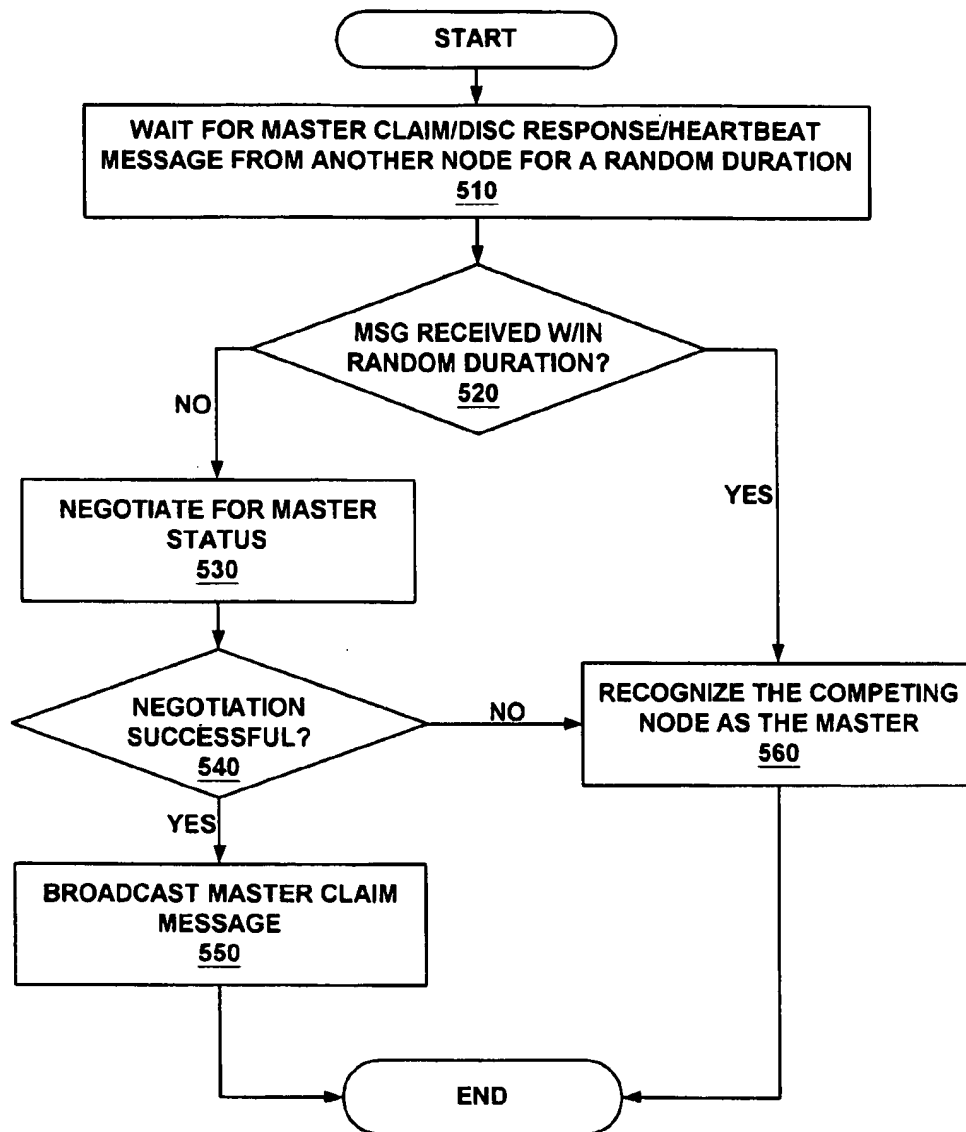 START
WAIT FOR MASTER CLAIM/DISC RESPONSE/HEARTBEAT
MESSAGE FROM ANOTHER NODE FOR A RANDOM DURATION
510
MSG RECEIVED W/IN
RANDOM DURATION?
520
NO
YES
NEGOTIATE FOR MASTER
STATUS
530
NEGOTIATION
SUCCESSFUL?
540
NO
RECOGNIZE THE COMPETING
NODE AS THE MASTER
560
YES
BROADCAST MASTER CLAIM
MESSAGE
550
END